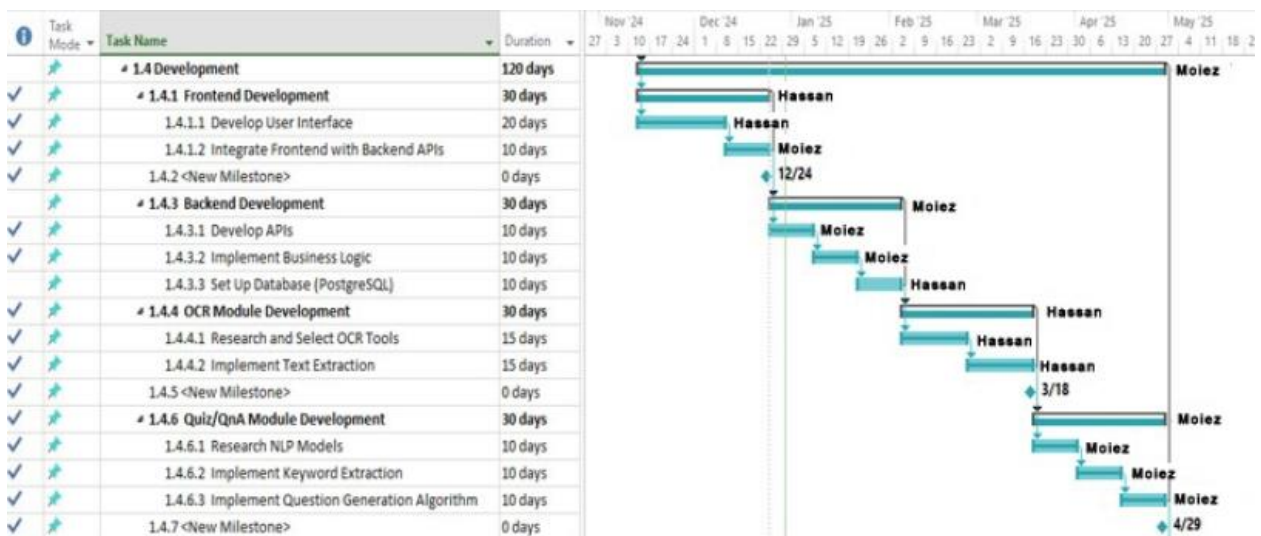 Task Mode Task Name Duration
Nov '24 Dec '24 Jan '25 Feb '25 Mar '25 Apr '25 May '25
27 3 10 17 24 1 8 15 22 29 5 12 19 26 2 9 16 23 2 9 16 23 30 6 13 20 27 4 11 18 2
1.4 Development 120 days Moiez
1.4.1 Frontend Development 30 days Hassan
1.4.1.1 Develop User Interface 20 days Hassan
1.4.1.2 Integrate Frontend with Backend APIs 10 days Moiez
1.4.2 <New Milestone> 0 days 12/24
1.4.3 Backend Development 30 days Moiez
1.4.3.1 Develop APIs 10 days Moiez
1.4.3.2 Implement Business Logic 10 days Moiez
1.4.3.3 Set Up Database (PostgreSQL) 10 days Hassan
1.4.4 OCR Module Development 30 days Hassan
1.4.4.1 Research and Select OCR Tools 15 days Hassan
1.4.4.2 Implement Text Extraction 15 days Hassan
1.4.5 <New Milestone> 0 days 3/18
1.4.6 Quiz/QnA Module Development 30 days Moiez
1.4.6.1 Research NLP Models 10 days Moiez
1.4.6.2 Implement Keyword Extraction 10 days Moiez
1.4.6.3 Implement Question Generation Algorithm 10 days Moiez
1.4.7 <New Milestone> 0 days 4/29